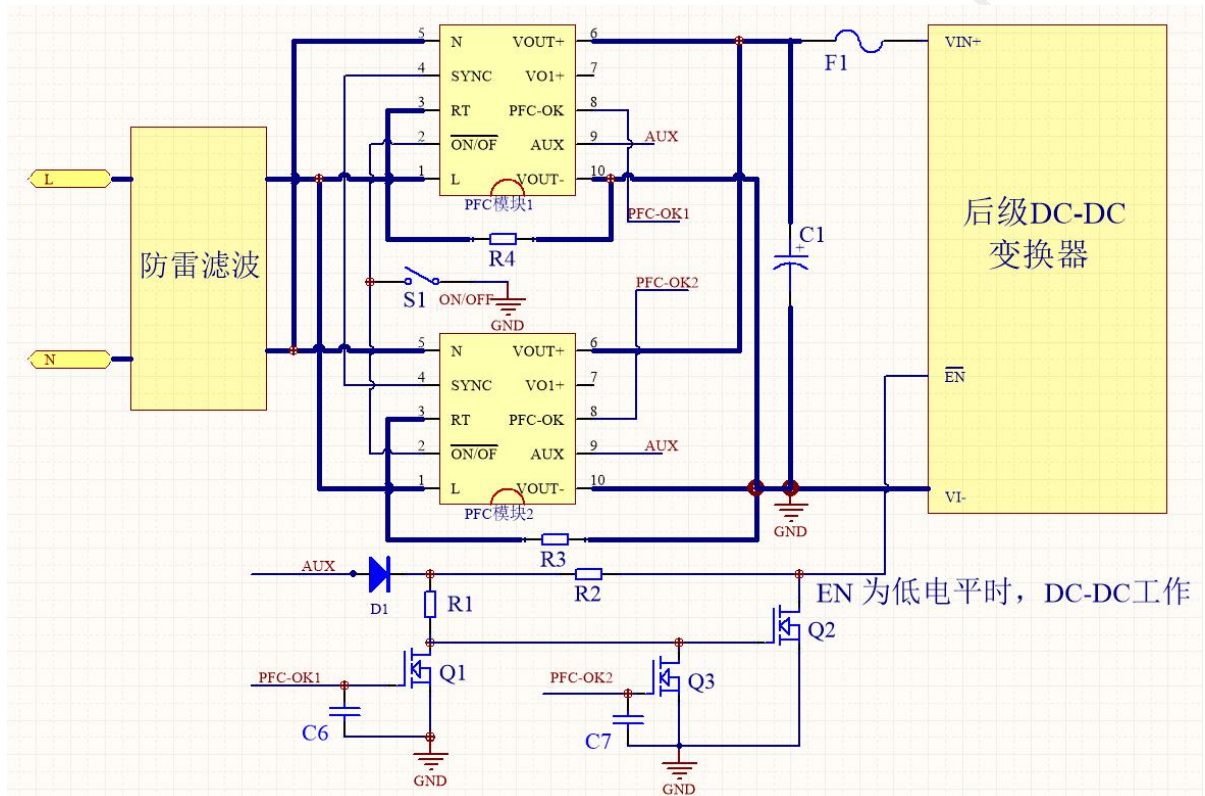 5 N VOUT+ 6
4 SYNC VO1+ 7
3 RT PFC-OK 8
2 ON/OF AUX 9 AUX
1 L VOUT- 10
PFC模块1
PFC-OK1
R4
F1
VIN+
L
N
防雷滤波
S1 ON/OFF
GND
PFC-OK2
C1
+
后级DC-DC
变换器
5 N VOUT+ 6
4 SYNC VO1+ 7
3 RT PFC-OK 8
2 ON/OF AUX 9 AUX
1 L VOUT- 10
PFC模块2
R3
GND
EN
VI-
AUX
D1
R1
R2
EN 为低电平时，DC-DC工作
Q2
PFC-OK1
Q1
C6
GND
PFC-OK2
Q3
C7
GND